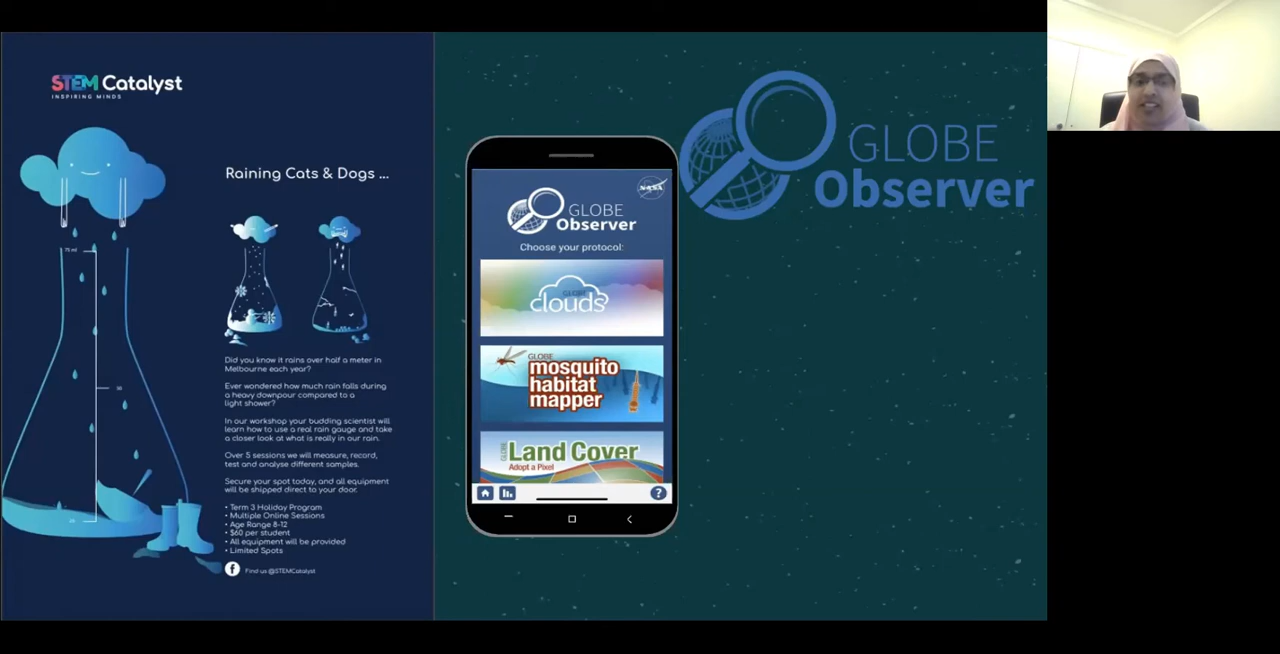 STEM Catalyst
INSPIRING MINDS
Raining Cats & Dogs ...
Did you know it rains over half a meter in
Melbourne each year?
Ever wondered how much rain falls during
a heavy downpour compared to a
light shower?
In our workshop your budding scientist will
learn how to use a real rain gauge and take
a closer look at what is really in our rain.
Over 5 sessions we will measure, record,
test and analyse different samples.
Secure your spot today, and all equipment
will be shipped direct to your door.
• Term 3 Holiday Program
• Multiple Online Sessions
• Age Range 8-12
• $60 per student
• All equipment will be provided
• Limited Spots
f Find us @STEMCatalyst
75 ml
NASA
GLOBE
Observer
Choose your protocol:
GLOBE
clouds
GLOBE
mosquito
habitat
mapper
GLOBE
Land Cover
Adopt a Pixel
?
GLOBE
Observer